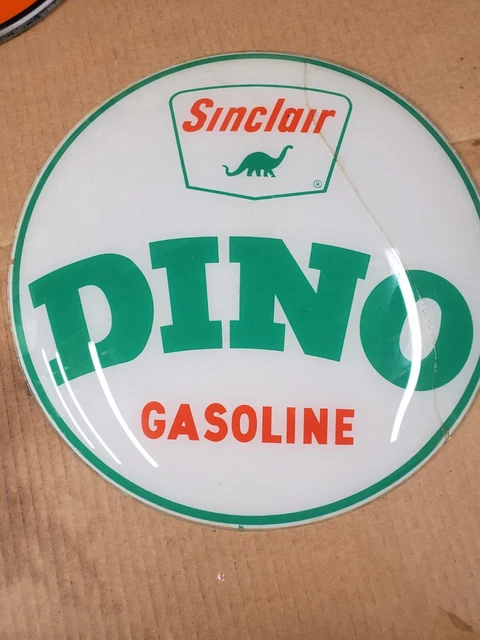 Sinclair
®
DINO
GASOLINE